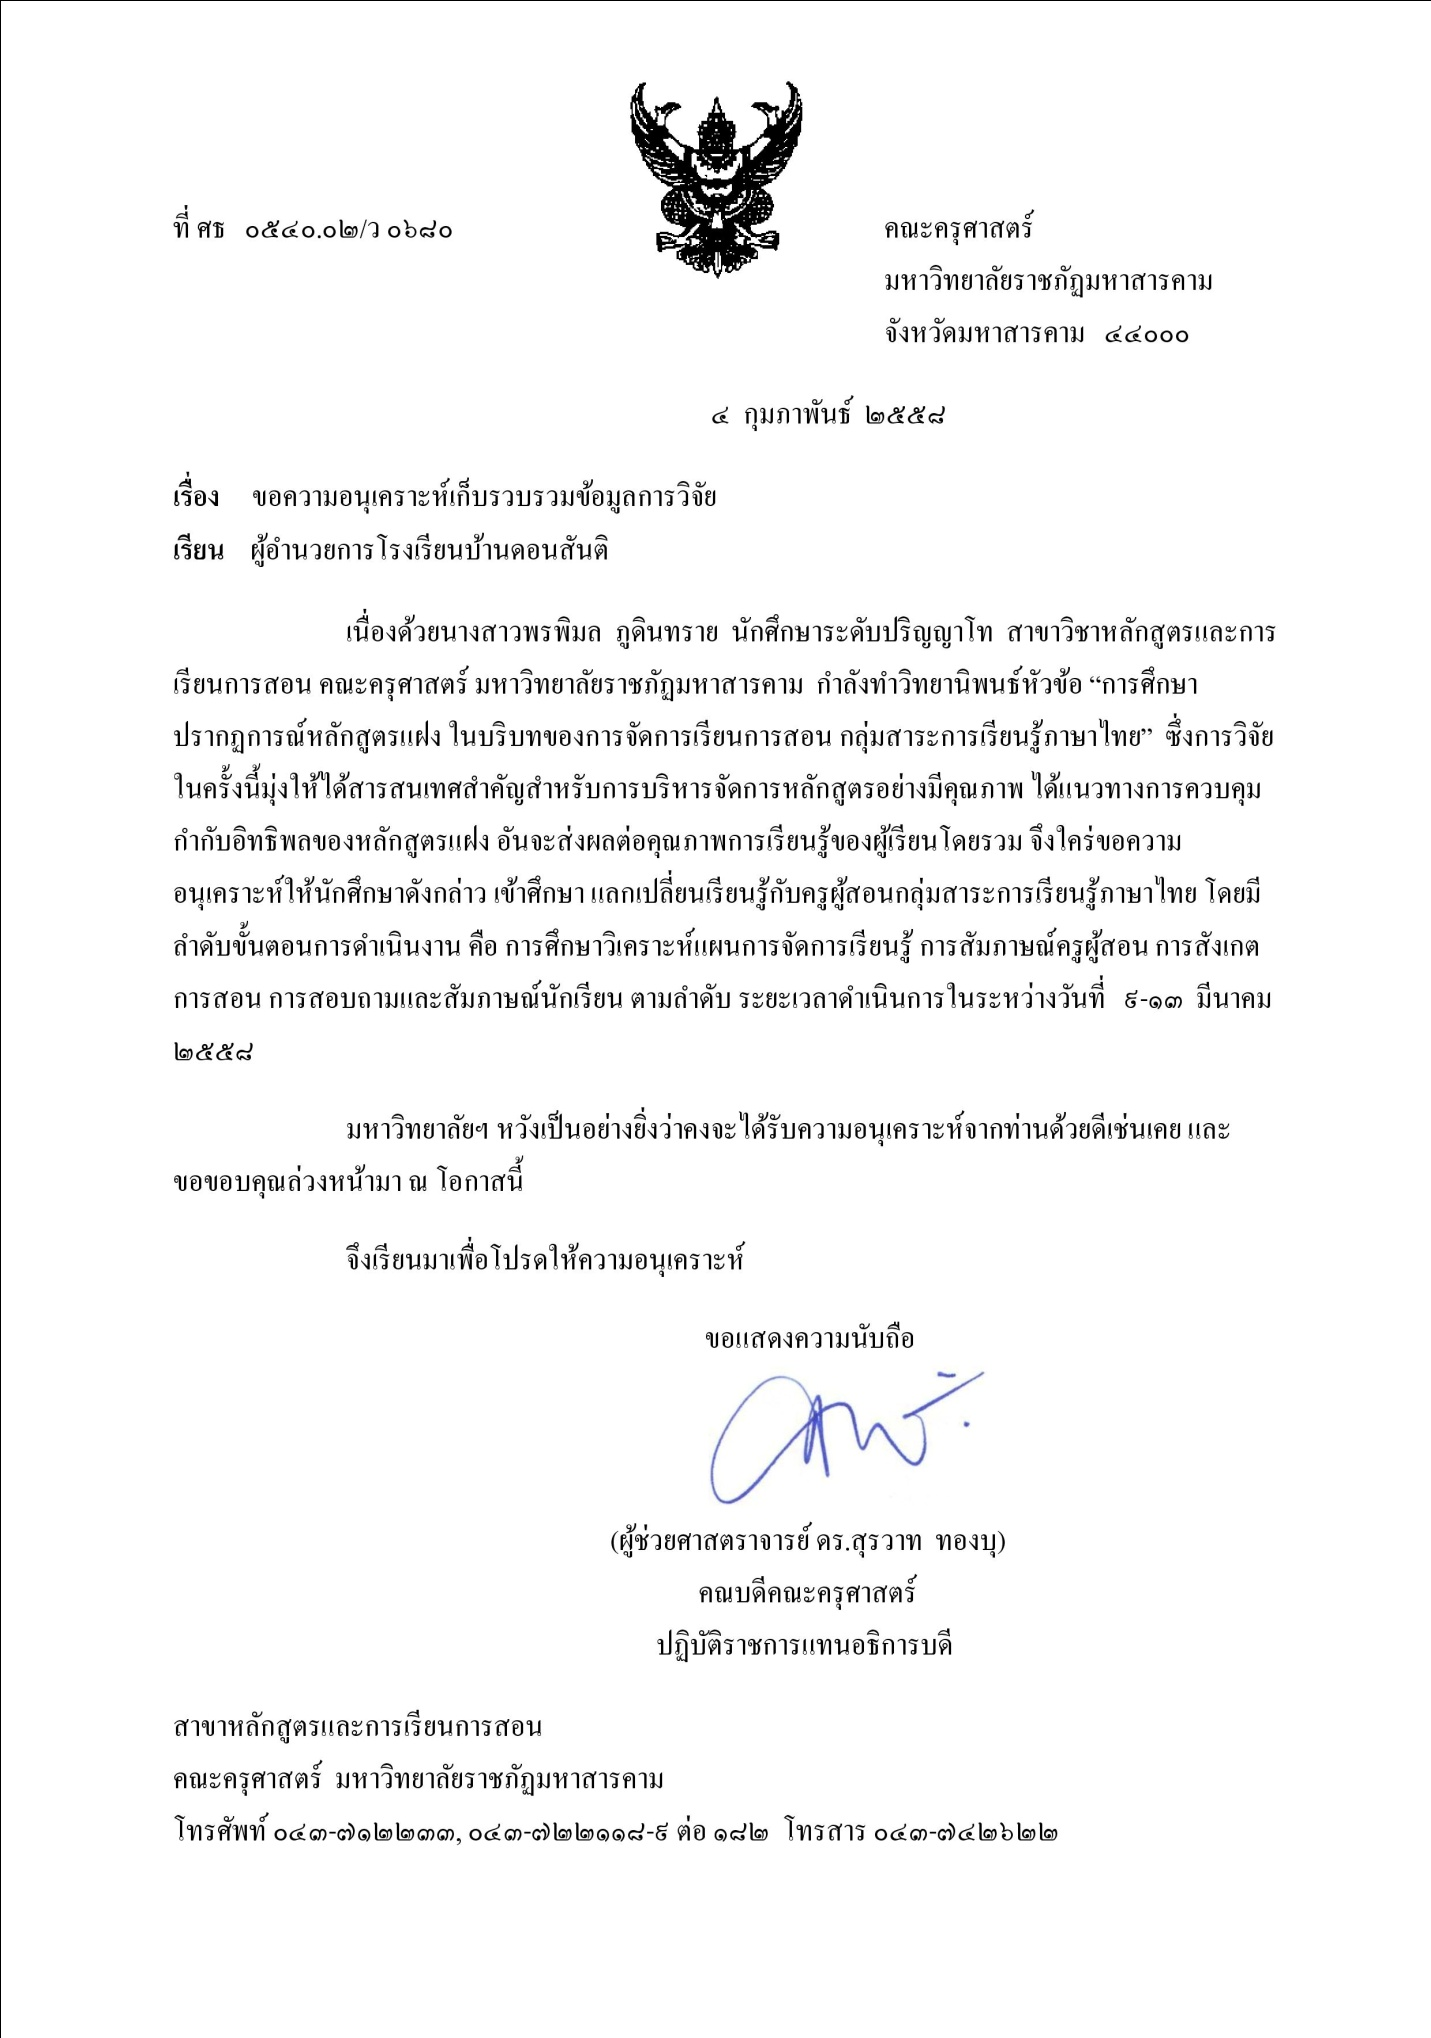 ที่ ศธ ๐๕๔๐.๐๒/ว ๐๖๘๐
คณะครุศาสตร์
มหาวิทยาลัยราชภัฏมหาสารคาม
จังหวัดมหาสารคาม ๔๔๐๐๐
๔ กุมภาพันธ์ ๒๕๕๘
เรื่อง ขอความอนุเคราะห์เก็บรวบรวมข้อมูลการวิจัย
เรียน ผู้อำนวยการโรงเรียนบ้านดอนสันติ
เนื่องด้วยนางสาวพรพิมล ภูดินทราย นักศึกษาระดับปริญญาโท สาขาวิชาหลักสูตรและการ
เรียนการสอน คณะครุศาสตร์ มหาวิทยาลัยราชภัฏมหาสารคาม กำลังทำวิทยานิพนธ์หัวข้อ “การศึกษา
ปรากฏการณ์หลักสูตรแฝง ในบริบทของการจัดการเรียนการสอน กลุ่มสาระการเรียนรู้ภาษาไทย” ซึ่งการวิจัย
ในครั้งนี้มุ่งให้ได้สารสนเทศสำคัญสำหรับการบริหารจัดการหลักสูตรอย่างมีคุณภาพ ได้แนวทางการควบคุม
กำกับอิทธิพลของหลักสูตรแฝง อันจะส่งผลต่อคุณภาพการเรียนรู้ของผู้เรียนโดยรวม จึงใคร่ขอความ
อนุเคราะห์ให้นักศึกษาดังกล่าว เข้าศึกษา แลกเปลี่ยนเรียนรู้กับครูผู้สอนกลุ่มสาระการเรียนรู้ภาษาไทย โดยมี
ลำดับขั้นตอนการดำเนินงาน คือ การศึกษาวิเคราะห์แผนการจัดการเรียนรู้ การสัมภาษณ์ครูผู้สอน การสังเกต
การสอน การสอบถามและสัมภาษณ์นักเรียน ตามลำดับ ระยะเวลาดำเนินการในระหว่างวันที่ ๙-๑๓ มีนาคม
๒๕๕๘
มหาวิทยาลัยฯ หวังเป็นอย่างยิ่งว่าคงจะได้รับความอนุเคราะห์จากท่านด้วยดีเช่นเคย และ
ขอขอบคุณล่วงหน้ามา ณ โอกาสนี้
จึงเรียนมาเพื่อโปรดให้ความอนุเคราะห์
ขอแสดงความนับถือ
(ผู้ช่วยศาสตราจารย์ ดร.สุรวาท ทองบุ)
คณบดีคณะครุศาสตร์
ปฏิบัติราชการแทนอธิการบดี
สาขาหลักสูตรและการเรียนการสอน
คณะครุศาสตร์ มหาวิทยาลัยราชภัฏมหาสารคาม
โทรศัพท์ ๐๔๓-๗๑๒๒๓๓, ๐๔๓-๗๒๒๑๑๘-๙ ต่อ ๑๘๒ โทรสาร ๐๔๓-๗๔๒๖๒๒